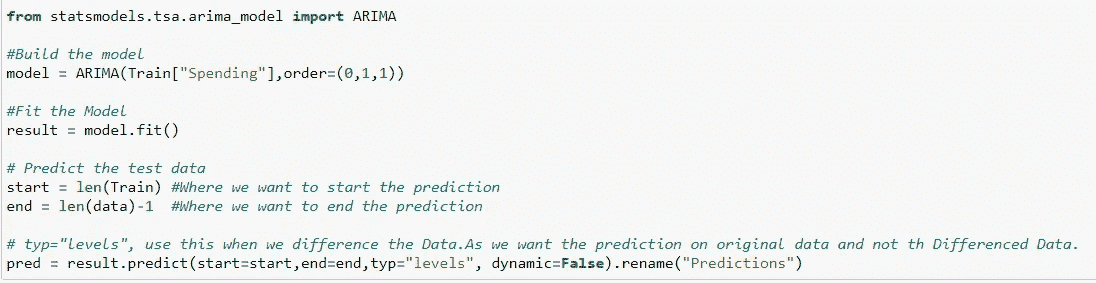 from statsmodels.tsa.arima_model import ARIMA
#Build the model
model = ARIMA(Train["Spending"],order=(0,1,1))
#Fit the Model
result = model.fit()
# Predict the test data
start = len(Train) #Where we want to start the prediction
end = len(data)-1  #Where we want to end the prediction
# typ="levels", use this when we difference the Data.As we want the prediction on original data and not th Differenced Data.
pred = result.predict(start=start,end=end,typ="levels", dynamic=False).rename("Predictions")